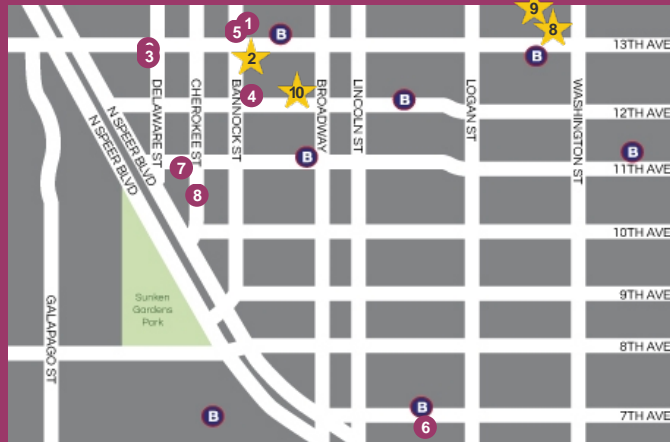 9
8
1
5
B
2
3
B
13TH AVE
10
4
B
12TH AVE
DELAWARE ST
CHEROKEE ST
BANNOCK ST
BROADWAY
LINCOLN ST
LOGAN ST
WASHINGTON ST
N SPEER BLVD
N SPEER BLVD
B
B
7
11TH AVE
8
10TH AVE
Sunken
Gardens
Park
9TH AVE
GALAPAGO ST
8TH AVE
B
B
6
7TH AVE